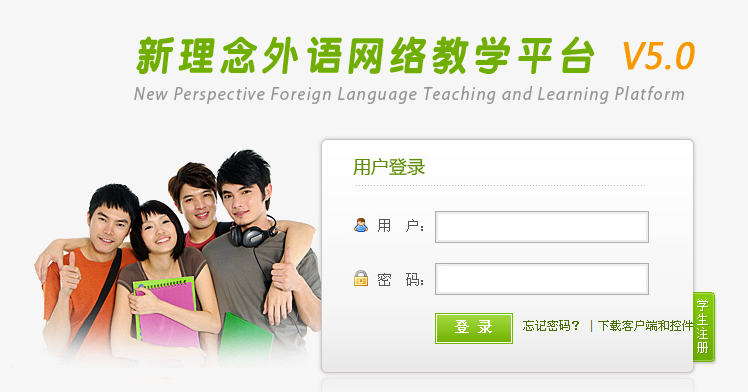 新理念外语网络教学平台 V5.0
New Perspective Foreign Language Teaching and Learning Platform
用户登录
用 户：
密 码：
登 录 忘记密码？ | 下载客户端和控件
学生注册